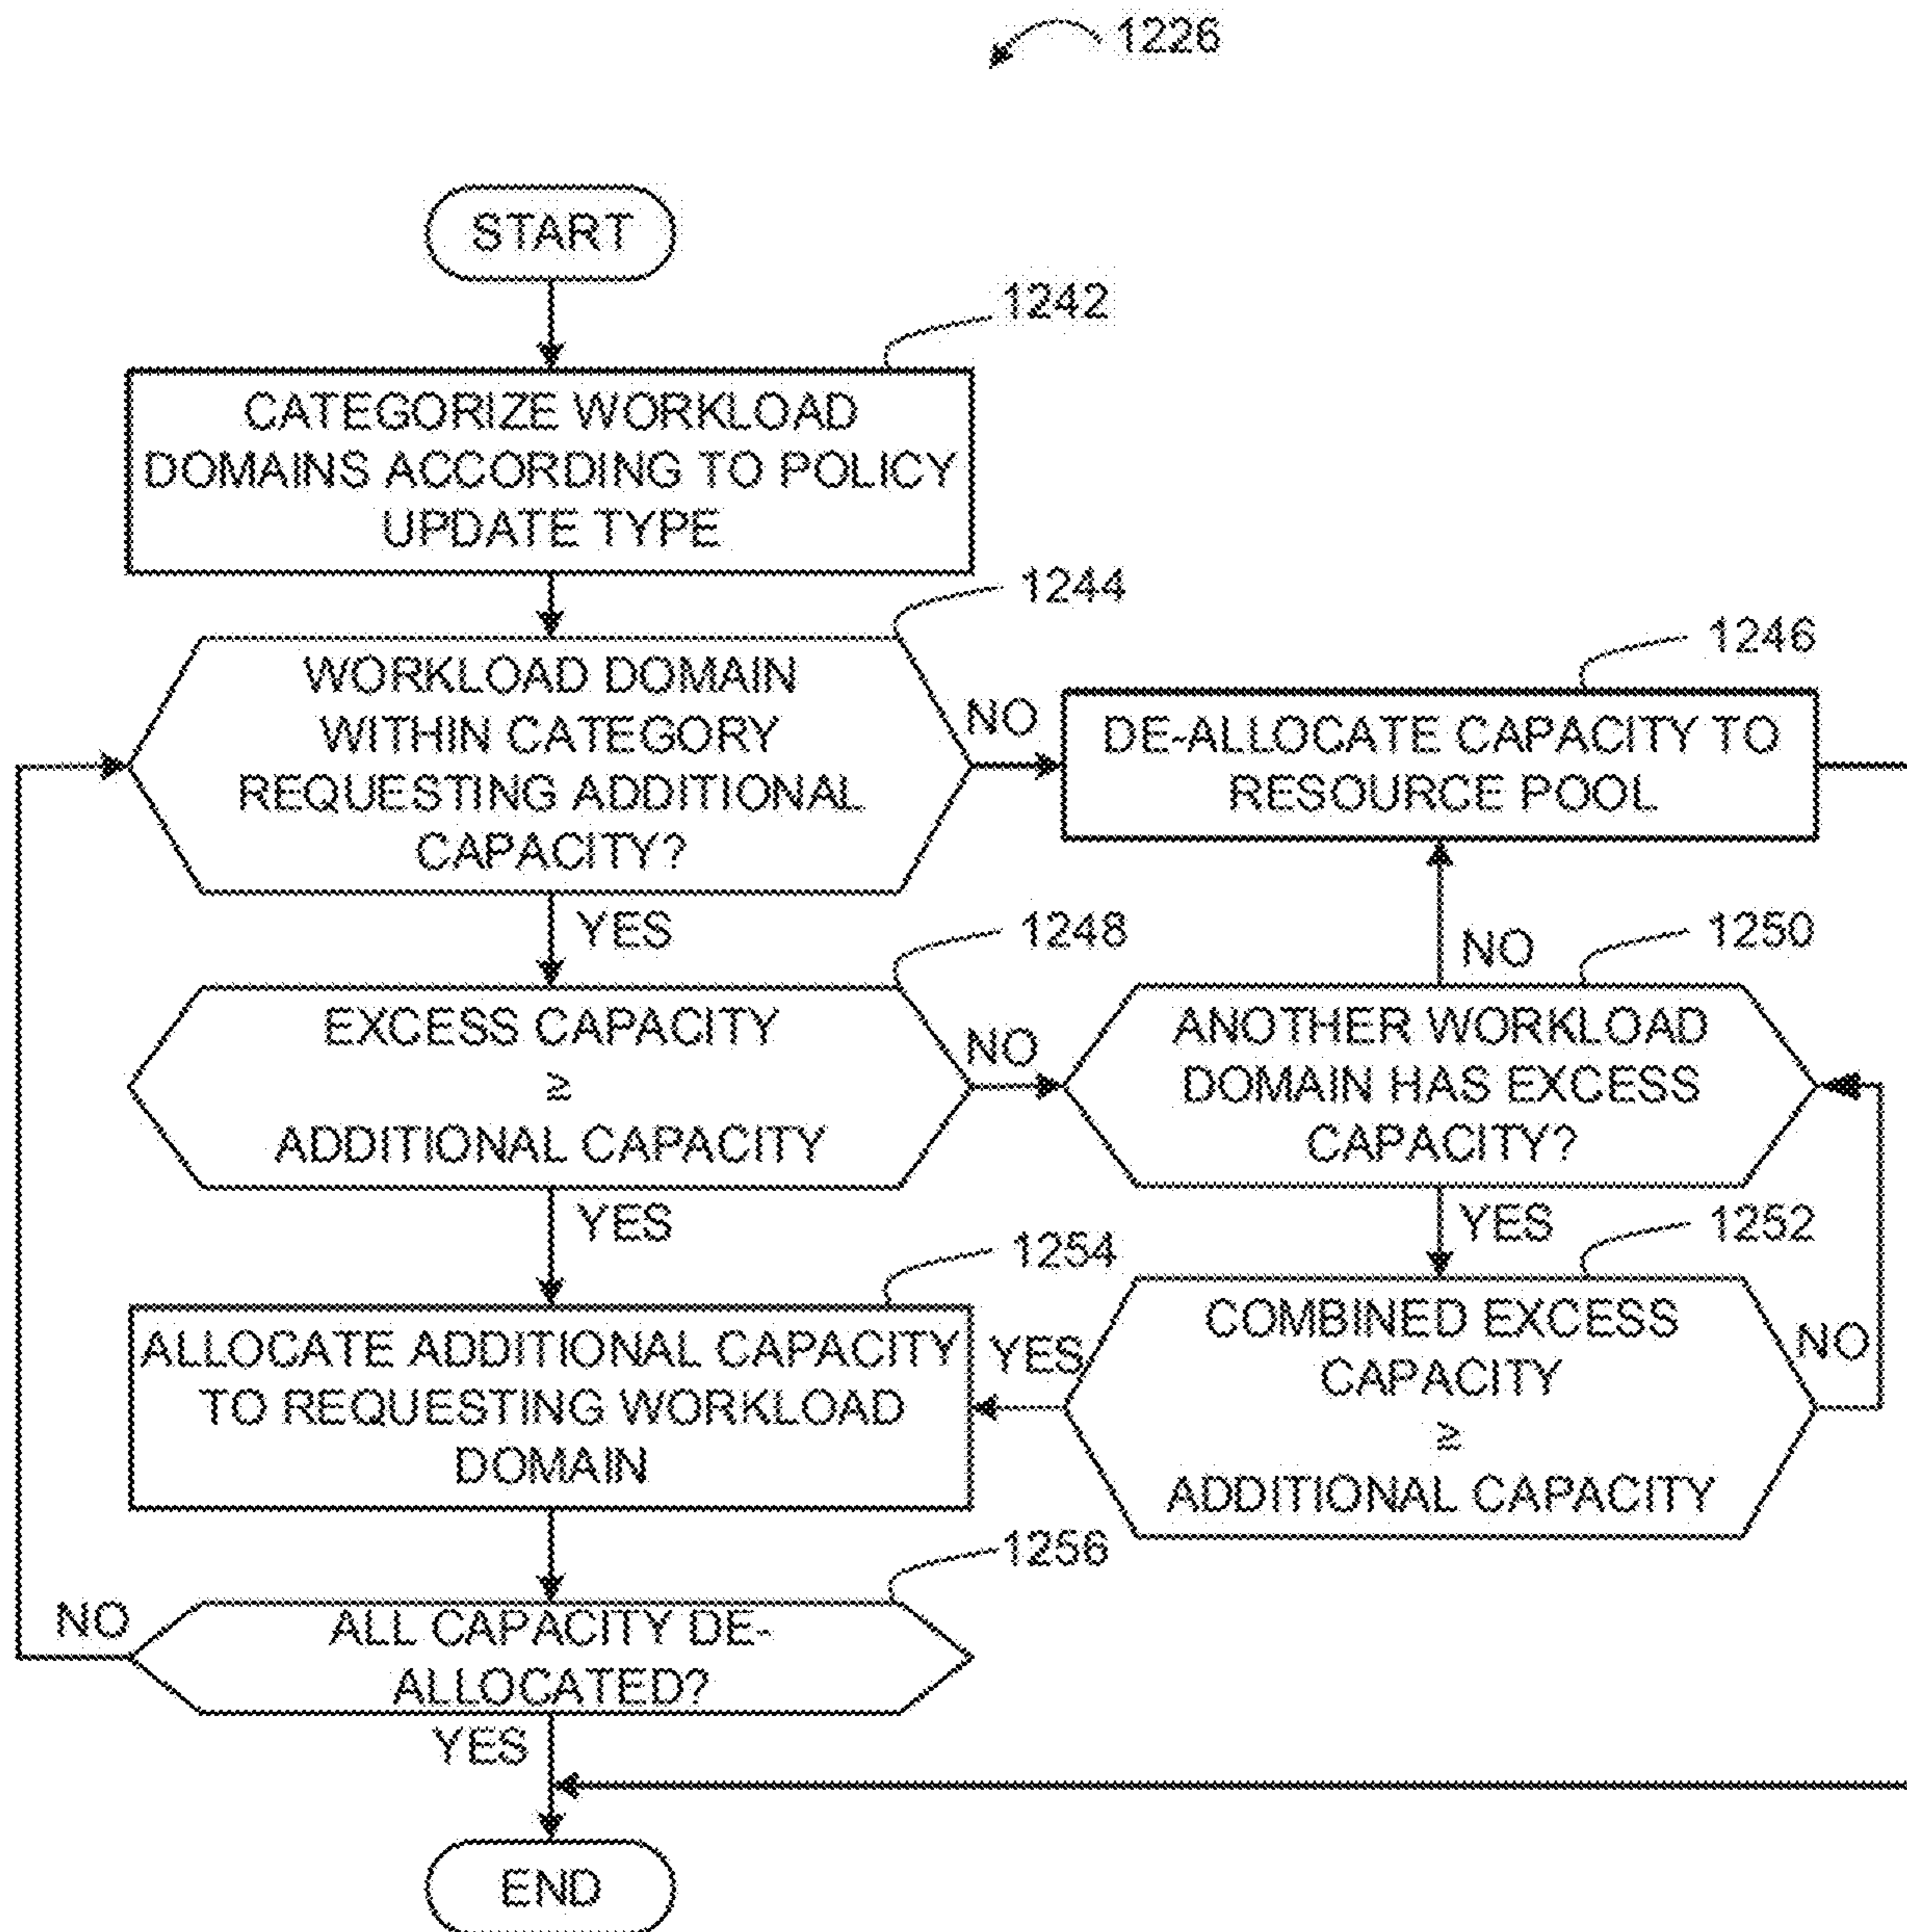 1226
START
1242
CATEGORIZE WORKLOAD
DOMAINS ACCORDING TO POLICY
UPDATE TYPE
1244
WORKLOAD DOMAIN
WITHIN CATEGORY
REQUESTING ADDITIONAL
CAPACITY?
NO
YES
1246
DE-ALLOCATE CAPACITY TO
RESOURCE POOL
1248
EXCESS CAPACITY
≥
ADDITIONAL CAPACITY
NO
YES
1250
NO
ANOTHER WORKLOAD
DOMAIN HAS EXCESS
CAPACITY?
YES
1252
COMBINED EXCESS
CAPACITY
≥
ADDITIONAL CAPACITY
NO
YES
1254
ALLOCATE ADDITIONAL CAPACITY
TO REQUESTING WORKLOAD
DOMAIN
1256
ALL CAPACITY DE-
ALLOCATED?
NO
YES
END